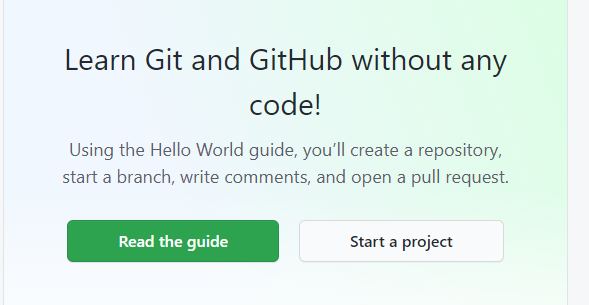 Learn Git and GitHub without any
code!
Using the Hello World guide, you’ll create a repository,
start a branch, write comments, and open a pull request.
Read the guide
Start a project